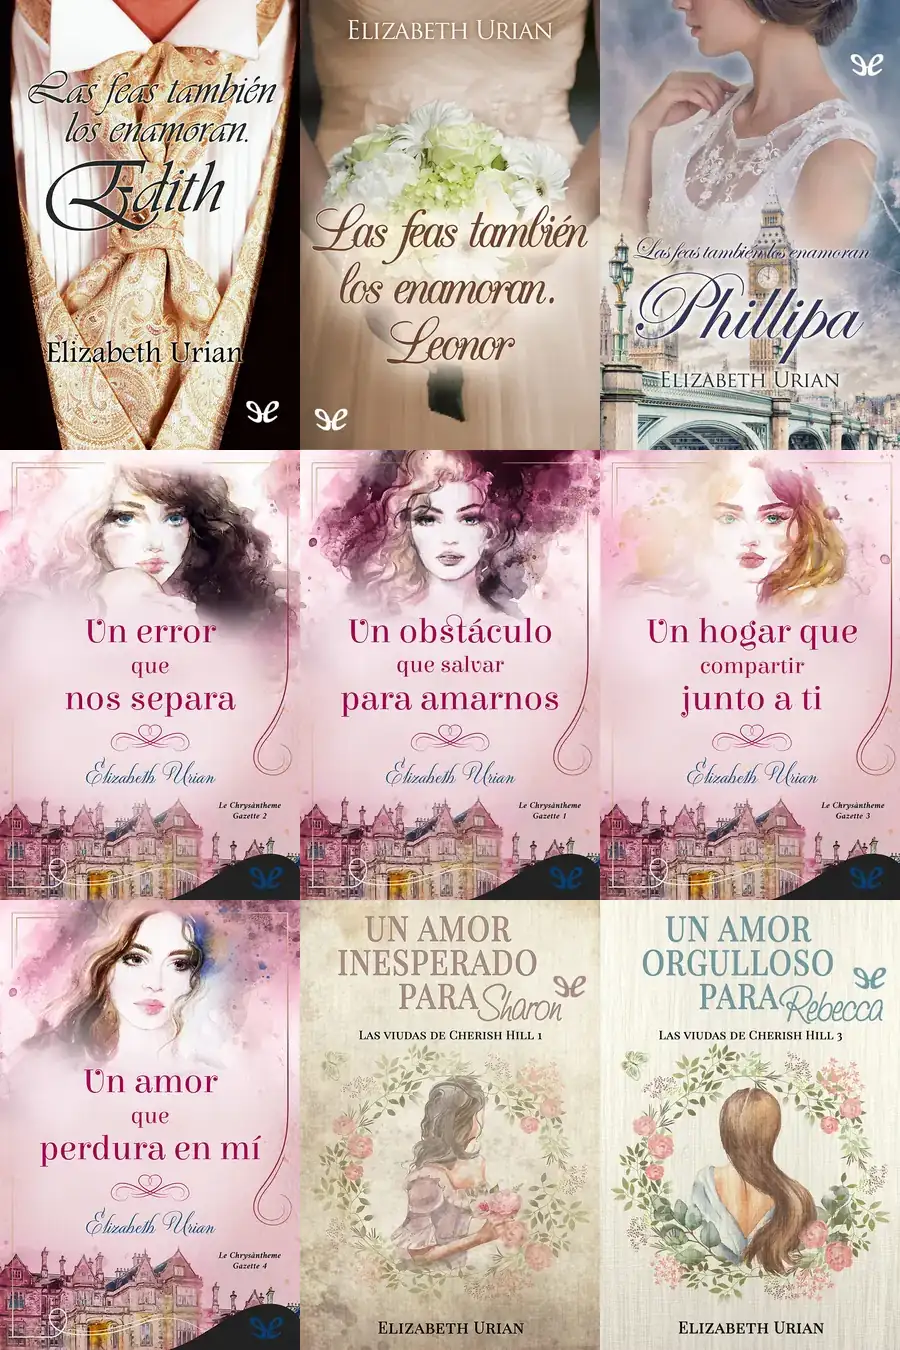 Las feas también
los enamoran.
Edith
Elizabeth Urian
ELIZABETH URIAN
Las feas también
los enamoran.
Leonor
Las feas también los enamoran
Phillipa
ELIZABETH URIAN
Un error
que
nos separa
Elizabeth Urian
Le Chrysàntheme
Gazette 2
Un obstáculo
que salvar
para amarnos
Elizabeth Urian
Le Chrysàntheme
Gazette 1
Un hogar que
compartir
junto a ti
Elizabeth Urian
Le Chrysàntheme
Gazette 3
Un amor
que
perdura en mí
Elizabeth Urian
Le Chrysàntheme
Gazette 4
UN AMOR
INESPERADO
PARA Sharon
LAS VIUDAS DE CHERISH HILL 1
ELIZABETH URIAN
UN AMOR
ORGULLOSO
PARA Rebecca
LAS VIUDAS DE CHERISH HILL 3
ELIZABETH URIAN